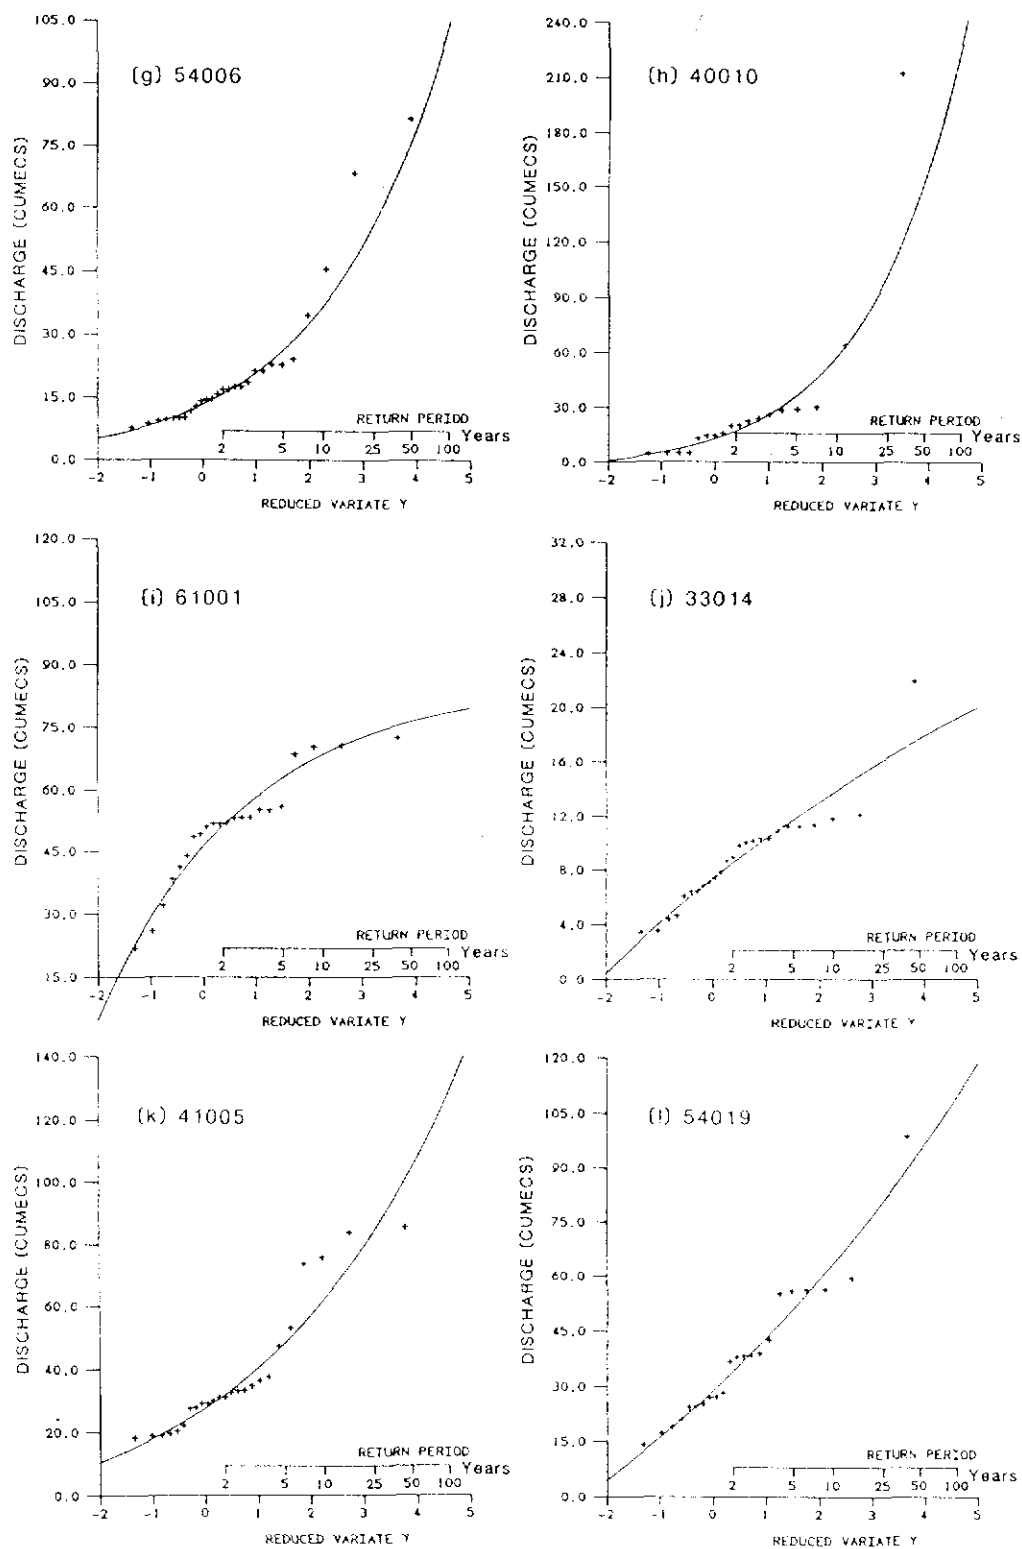 (g) 54006
105.0
90.0
75.0
60.0
45.0
30.0
15.0
0.0
DISCHARGE (CUMECS)
RETURN PERIOD
2 5 10 25 50 100 Years
-2 -1 0 1 2 3 4 5
REDUCED VARIATE Y
(h) 40010
240.0
210.0
180.0
150.0
120.0
90.0
60.0
30.0
0.0
DISCHARGE (CUMECS)
RETURN PERIOD
2 5 10 25 50 100 Years
-2 -1 0 1 2 3 4 5
REDUCED VARIATE Y
(i) 61001
120.0
105.0
90.0
75.0
60.0
45.0
30.0
15.0
DISCHARGE (CUMECS)
RETURN PERIOD
2 5 10 25 50 100 Years
-2 -1 0 1 2 3 4 5
REDUCED VARIATE Y
(j) 33014
32.0
28.0
24.0
20.0
16.0
12.0
8.0
4.0
0.0
DISCHARGE (CUMECS)
RETURN PERIOD
2 5 10 25 50 100 Years
-2 -1 0 1 2 3 4 5
REDUCED VARIATE Y
(k) 41005
140.0
120.0
100.0
80.0
60.0
40.0
20.0
0.0
DISCHARGE (CUMECS)
RETURN PERIOD
2 5 10 25 50 100 Years
-2 -1 0 1 2 3 4 5
REDUCED VARIATE Y
(l) 54019
120.0
105.0
90.0
75.0
60.0
45.0
30.0
15.0
0.0
DISCHARGE (CUMECS)
RETURN PERIOD
2 5 10 25 50 100 Years
-2 -1 0 1 2 3 4 5
REDUCED VARIATE Y